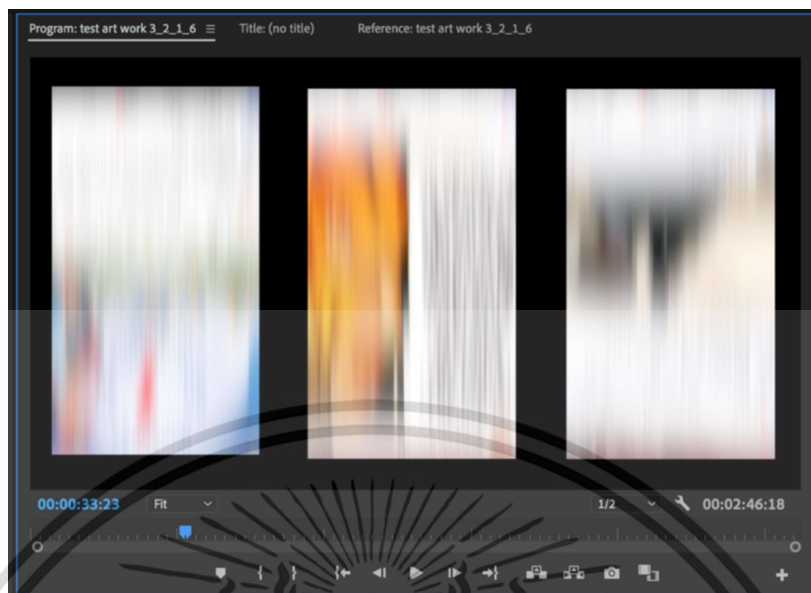 Program: test art work 3_2_1_6 Title: (no title) Reference: test art work 3_2_1_6
00:00:33:23 Fit 1/2 00:02:46:18